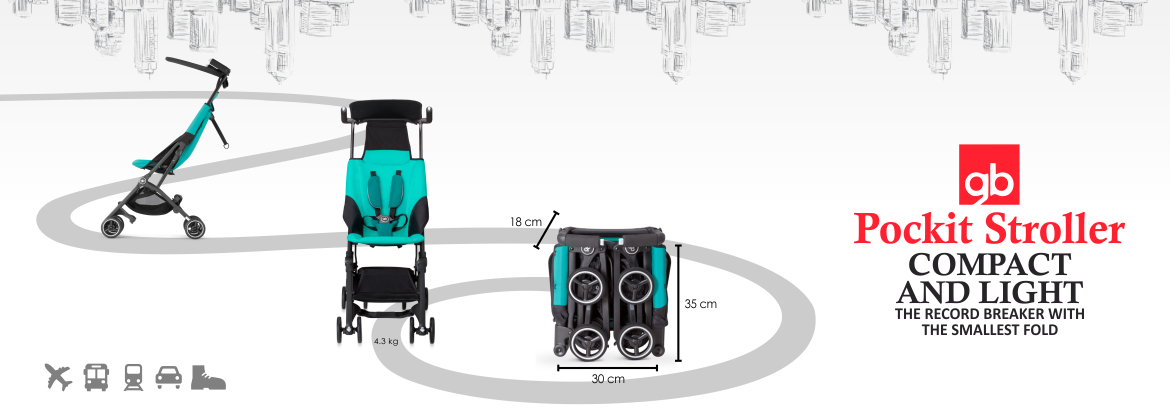 18 cm
35 cm
4.3 kg
30 cm
gb
Pockit Stroller
COMPACT
AND LIGHT
THE RECORD BREAKER WITH
THE SMALLEST FOLD